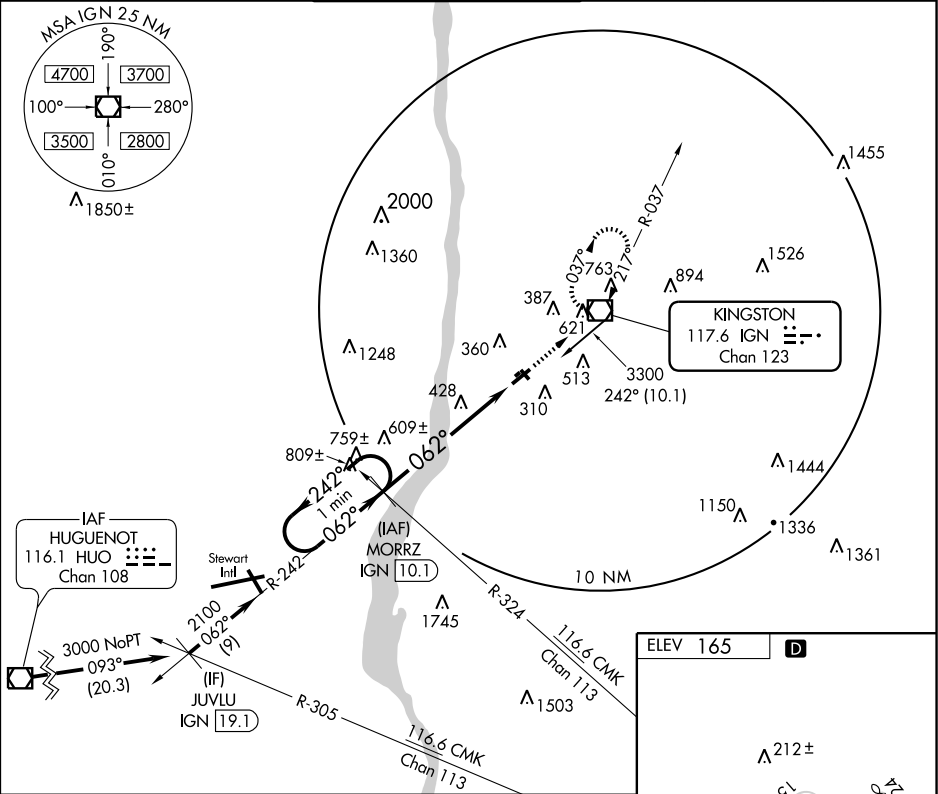 MSA IGN 25 NM
190°
4700
3700
100°
280°
3500
2800
010°
1850±
2000
1360
1248
R-037
037°
217°
763
894
1526
1455
387
621
KINGSTON
117.6 IGN
Chan 123
360
513
3300
242° (10.1)
310
428
609±
759±
809±
062°
242°
1 min
062°
1444
1150
1336
1361
(IAF)
MORRZ
IGN 10.1
10 NM
IAF
HUGUENOT
116.1 HUO
Chan 108
Stewart
Intl
R-242
1745
R-324
116.6 CMK
Chan 113
2100
062°
(9)
3000 NoPT
093°
(20.3)
(IF)
JUVLU
IGN 19.1
R-305
116.6 CMK
Chan 113
1503
ELEV 165
D
212±
15
24